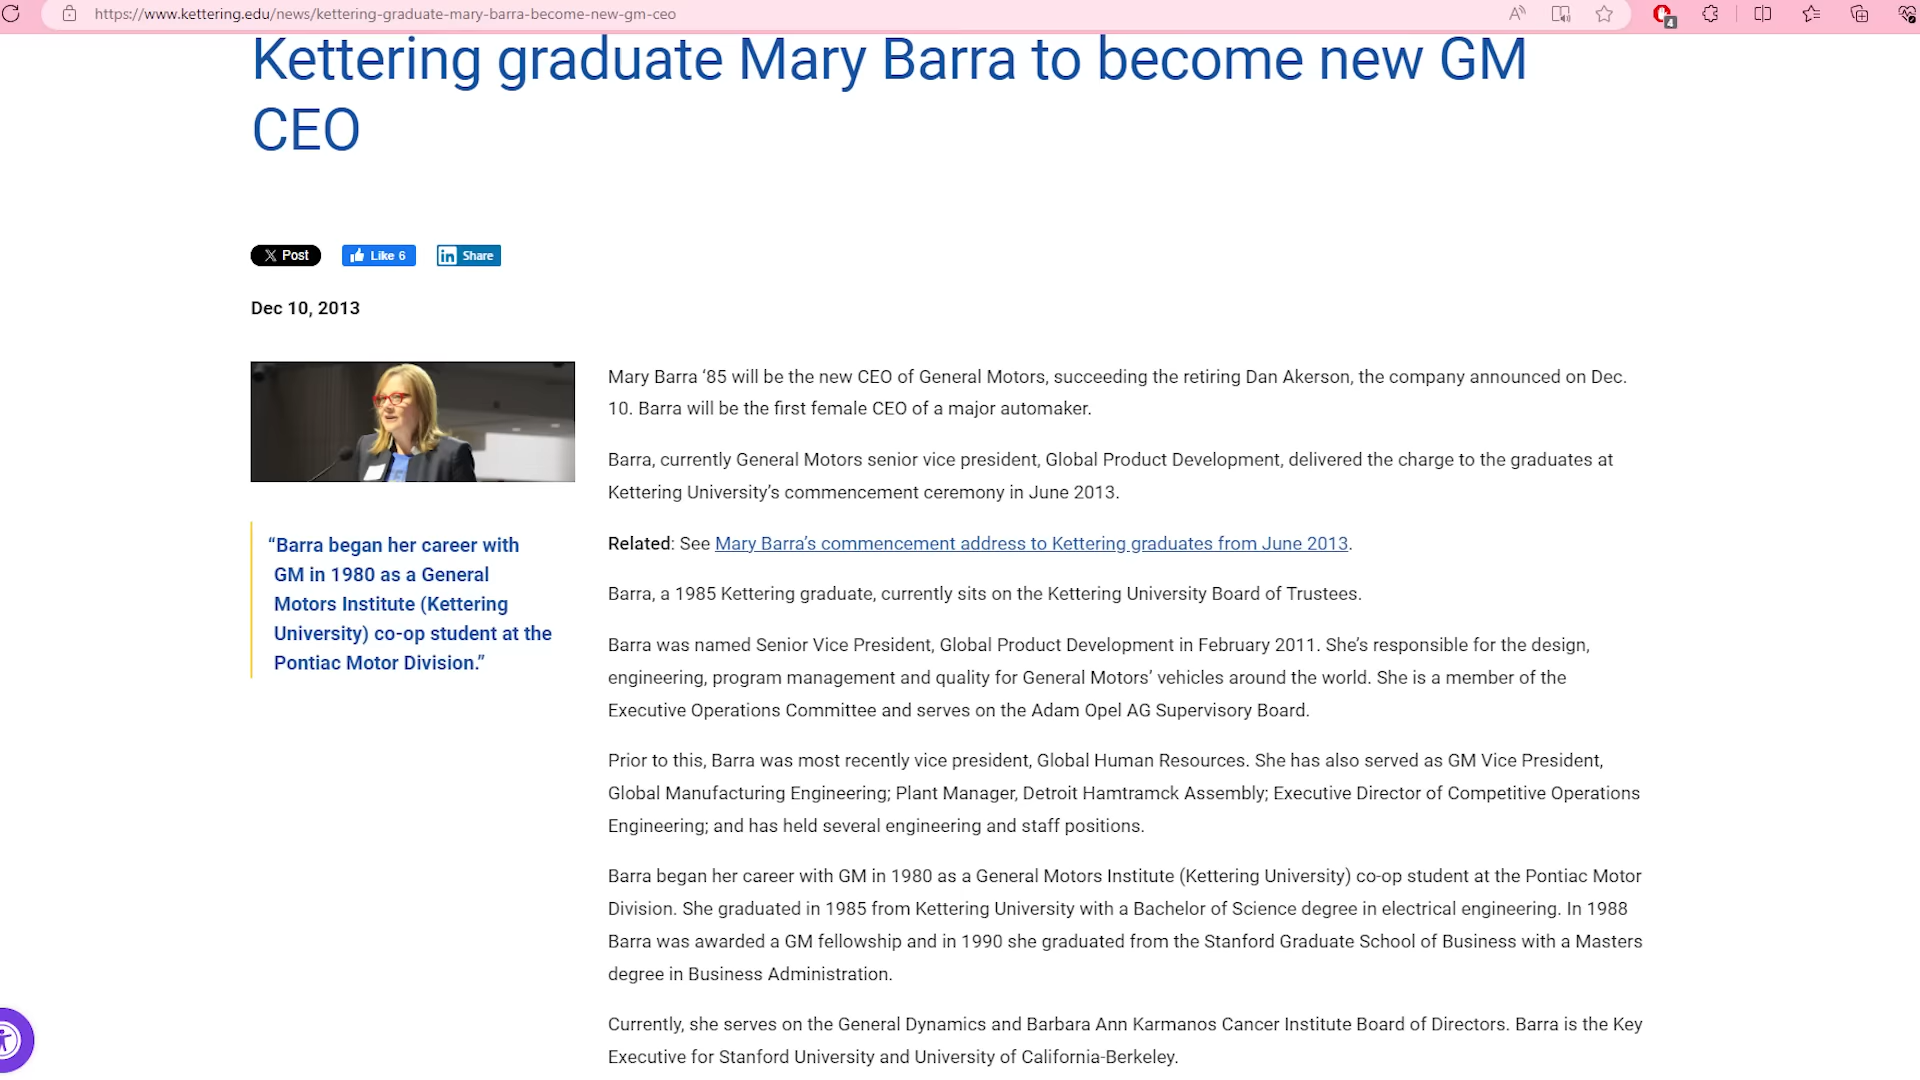 https://www.kettering.edu/news/kettering-graduate-mary-barra-become-new-gm-ceo
4
Kettering graduate Mary Barra to become new GM
CEO
Post
Like 6
in Share
Dec 10, 2013
Mary Barra ‘85 will be the new CEO of General Motors, succeeding the retiring Dan Akerson, the company announced on Dec.
10. Barra will be the first female CEO of a major automaker.
Barra, currently General Motors senior vice president, Global Product Development, delivered the charge to the graduates at
Kettering University’s commencement ceremony in June 2013.
“Barra began her career with
GM in 1980 as a General
Motors Institute (Kettering
University) co-op student at the
Pontiac Motor Division.”
Related: See Mary Barra’s commencement address to Kettering graduates from June 2013.
Barra, a 1985 Kettering graduate, currently sits on the Kettering University Board of Trustees.
Barra was named Senior Vice President, Global Product Development in February 2011. She’s responsible for the design,
engineering, program management and quality for General Motors’ vehicles around the world. She is a member of the
Executive Operations Committee and serves on the Adam Opel AG Supervisory Board.
Prior to this, Barra was most recently vice president, Global Human Resources. She has also served as GM Vice President,
Global Manufacturing Engineering; Plant Manager, Detroit Hamtramck Assembly; Executive Director of Competitive Operations
Engineering; and has held several engineering and staff positions.
Barra began her career with GM in 1980 as a General Motors Institute (Kettering University) co-op student at the Pontiac Motor
Division. She graduated in 1985 from Kettering University with a Bachelor of Science degree in electrical engineering. In 1988
Barra was awarded a GM fellowship and in 1990 she graduated from the Stanford Graduate School of Business with a Masters
degree in Business Administration.
Currently, she serves on the General Dynamics and Barbara Ann Karmanos Cancer Institute Board of Directors. Barra is the Key
Executive for Stanford University and University of California-Berkeley.